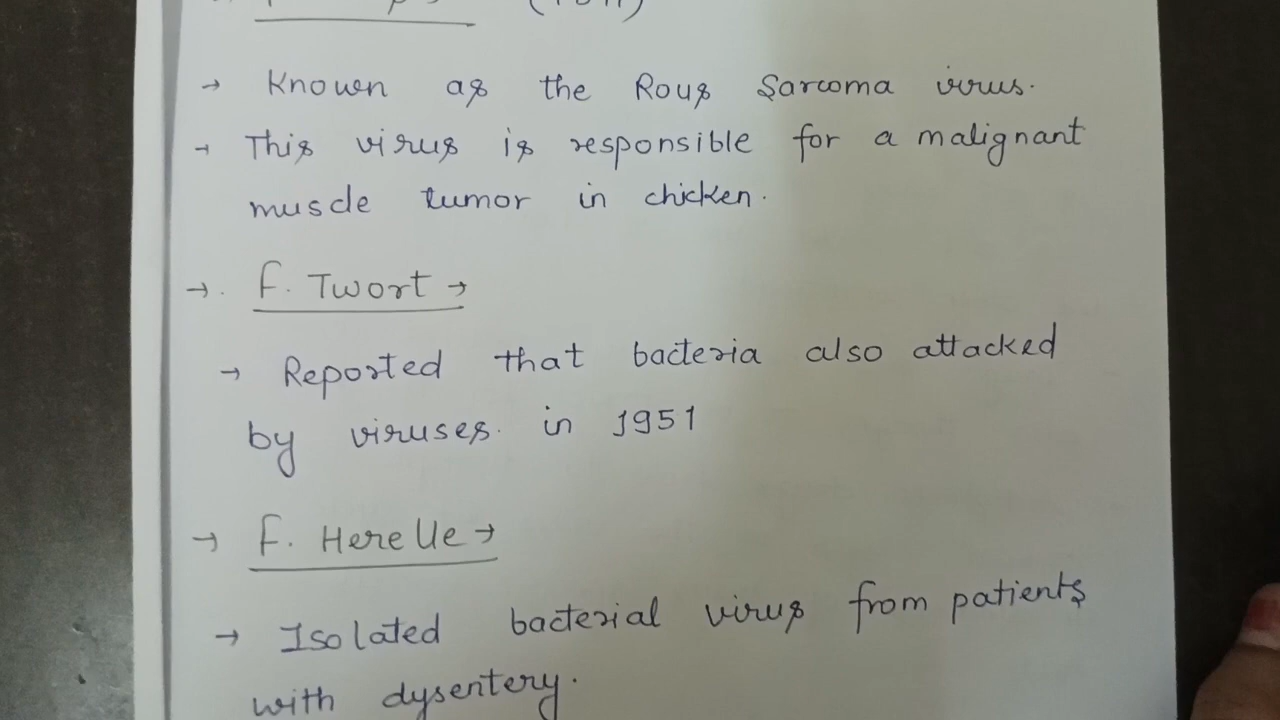 → Known as the Rous Sarcoma virus.
→ This virus is responsible for a malignant
muscle tumor in chicken.
→. F. Twort →
→ Reported that bacteria also attacked
by viruses. in 1951
→ F. Herelle →
→ Isolated bacterial virus from patients
with dysentery.